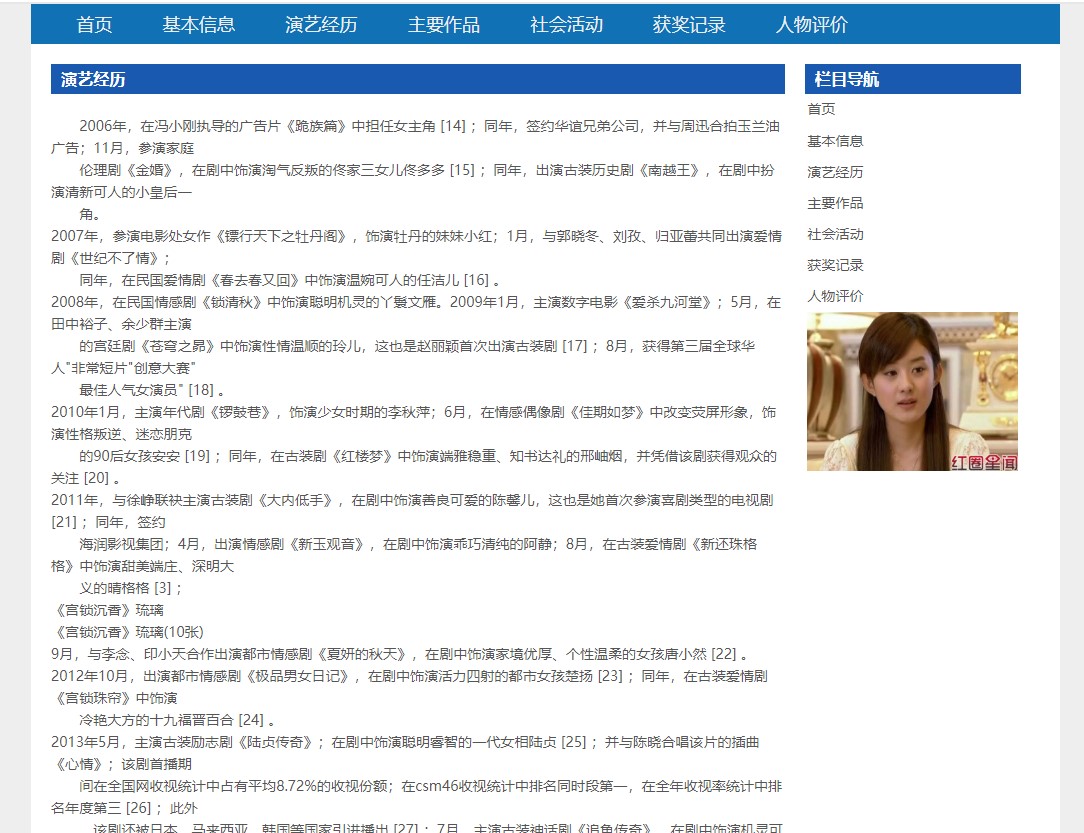 首页 基本信息 演艺经历 主要作品 社会活动 获奖记录 人物评价
演艺经历
2006年，在冯小刚执导的广告片《跪族篇》中担任女主角 [14] ；同年，签约华谊兄弟公司，并与周迅合拍玉兰油
广告；11月，参演家庭
伦理剧《金婚》，在剧中饰演淘气反叛的佟家三女儿佟多多 [15] ；同年，出演古装历史剧《南越王》，在剧中扮
演清新可人的小皇后一
角。
2007年，参演电影处女作《镖行天下之牡丹阁》，饰演牡丹的妹妹小红；1月，与郭晓冬、刘孜、归亚蕾共同出演爱情
剧《世纪不了情》；
同年，在民国爱情剧《春去春又回》中饰演温婉可人的任洁儿 [16] 。
2008年，在民国情感剧《锁清秋》中饰演聪明机灵的丫鬟文雁。2009年1月，主演数字电影《爱杀九河堂》；5月，在
田中裕子、余少群主演
的宫廷剧《苍穹之昴》中饰演性情温顺的玲儿，这也是赵丽颖首次出演古装剧 [17] ；8月，获得第三届全球华
人"非常短片"创意大赛"
最佳人气女演员" [18] 。
2010年1月，主演年代剧《锣鼓巷》，饰演少女时期的李秋萍；6月，在情感偶像剧《佳期如梦》中改变荧屏形象，饰
演性格叛逆、迷恋朋克
的90后女孩安安 [19] ；同年，在古装剧《红楼梦》中饰演端雅稳重、知书达礼的邢岫烟，并凭借该剧获得观众的
关注 [20] 。
2011年，与徐峥联袂主演古装剧《大内低手》，在剧中饰演善良可爱的陈馨儿，这也是她首次参演喜剧类型的电视剧
[21] ；同年，签约
海润影视集团；4月，出演情感剧《新玉观音》，在剧中饰演乖巧清纯的阿静；8月，在古装爱情剧《新还珠格
格》中饰演甜美端庄、深明大
义的晴格格 [3] ；
《宫锁沉香》琉璃
《宫锁沉香》琉璃(10张)
9月，与李念、印小天合作出演都市情感剧《夏妍的秋天》，在剧中饰演家境优厚、个性温柔的女孩唐小然 [22] 。
2012年10月，出演都市情感剧《极品男女日记》，在剧中饰演活力四射的都市女孩楚扬 [23] ；同年，在古装爱情剧
《宫锁珠帘》中饰演
冷艳大方的十九福晋百合 [24] 。
2013年5月，主演古装励志剧《陆贞传奇》；在剧中饰演聪明睿智的一代女相陆贞 [25] ；并与陈晓合唱该片的插曲
《心情》；该剧首播期
间在全国网收视统计中占有平均8.72%的收视份额；在csm46收视统计中排名同时段第一，在全年收视率统计中排
名年度第三 [26] ；此外
该剧还被日本、马来西亚、韩国等国家引进播出 [27] ；7月，主演古装神话剧《追鱼传奇》，在剧中饰演机灵可
栏目导航
首页
基本信息
演艺经历
主要作品
社会活动
获奖记录
人物评价
红圈星闻